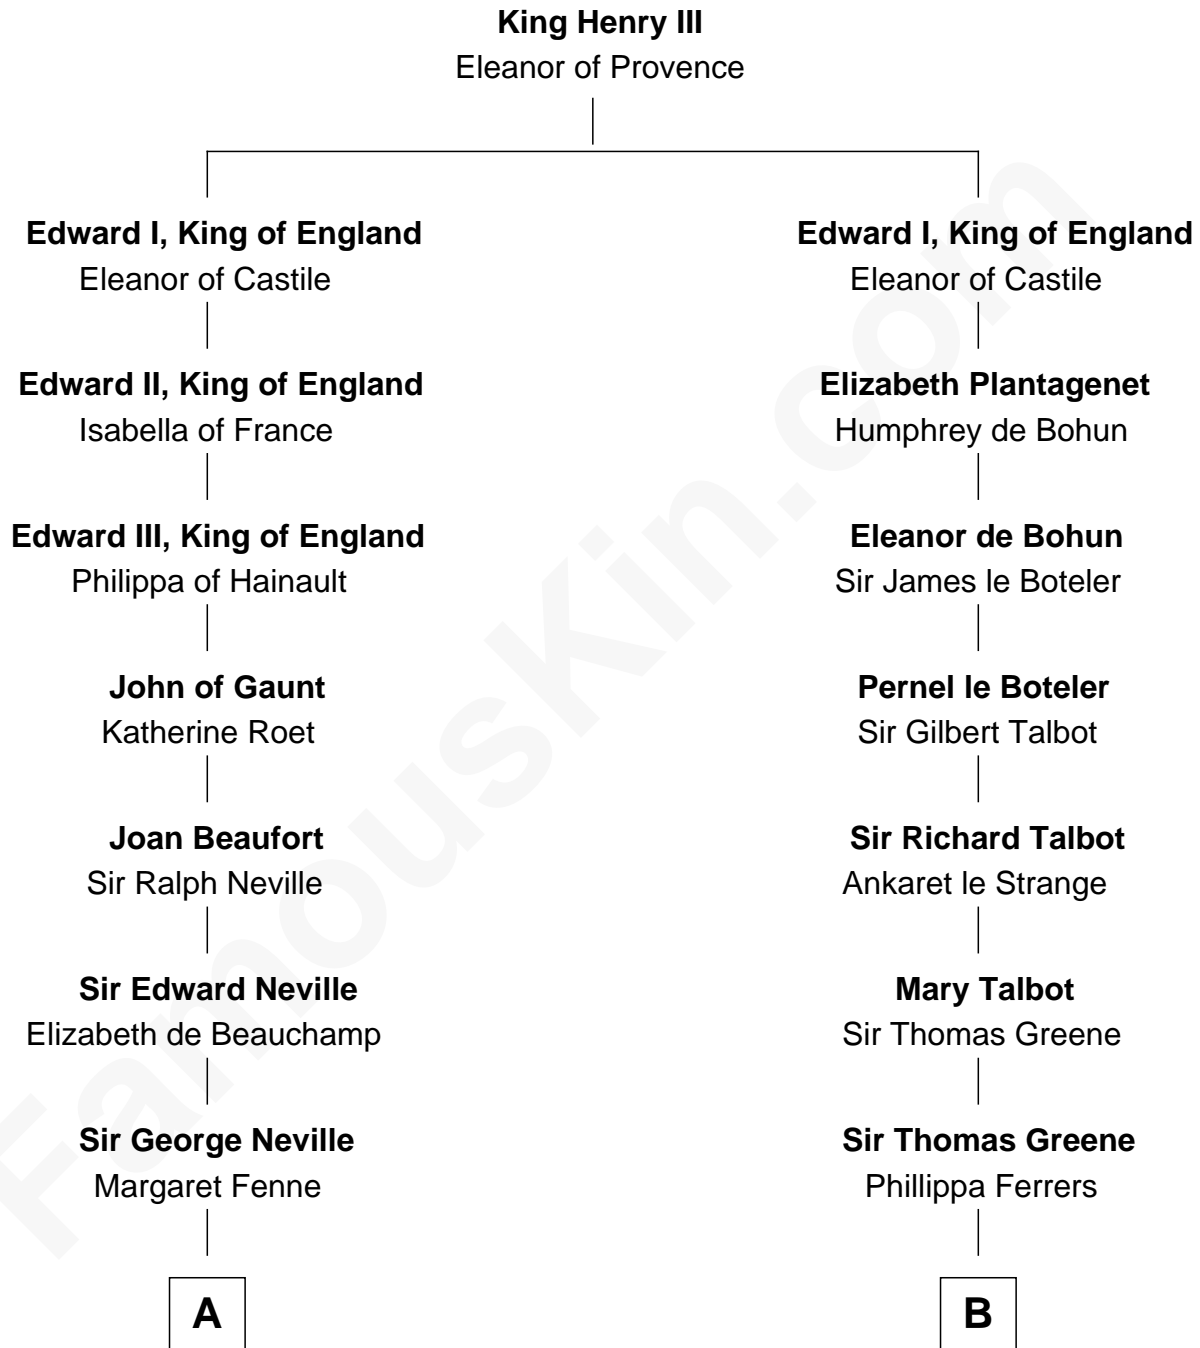 King Henry III
Eleanor of Provence
Edward I, King of England
Eleanor of Castile
Edward II, King of England
Isabella of France
Edward III, King of England
Philippa of Hainault
John of Gaunt
Katherine Roet
Joan Beaufort
Sir Ralph Neville
Sir Edward Neville
Elizabeth de Beauchamp
Sir George Neville
Margaret Fenne
A
Edward I, King of England
Eleanor of Castile
Elizabeth Plantagenet
Humphrey de Bohun
Eleanor de Bohun
Sir James le Boteler
Pernel le Boteler
Sir Gilbert Talbot
Sir Richard Talbot
Ankaret le Strange
Mary Talbot
Sir Thomas Greene
Sir Thomas Greene
Phillippa Ferrers
B
FamousKin.com